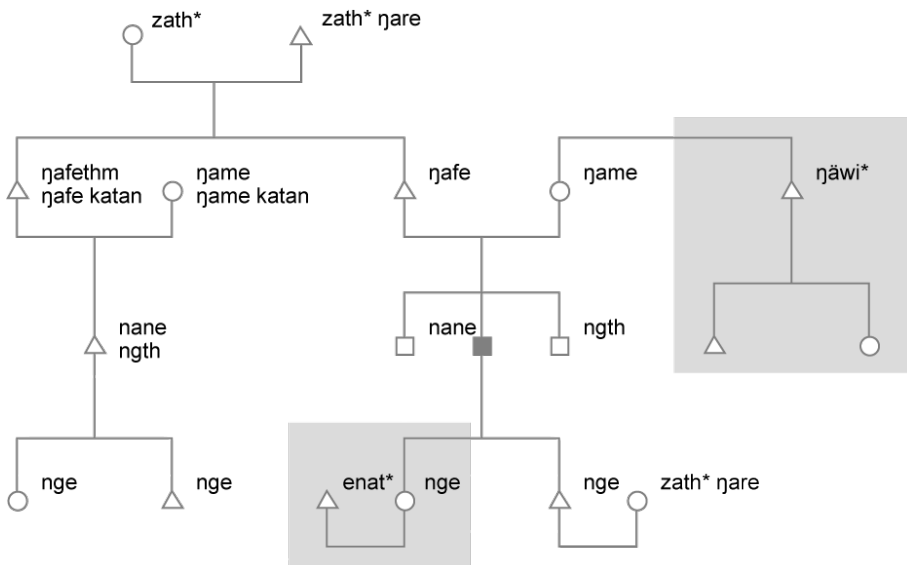 zath*
zath* ŋare
ŋafethm
ŋafe katan
ŋame
ŋame katan
ŋafe
ŋame
ŋäwi*
nane
ngth
nane
ngth
nge
nge
enat*
nge
nge
zath* ŋare